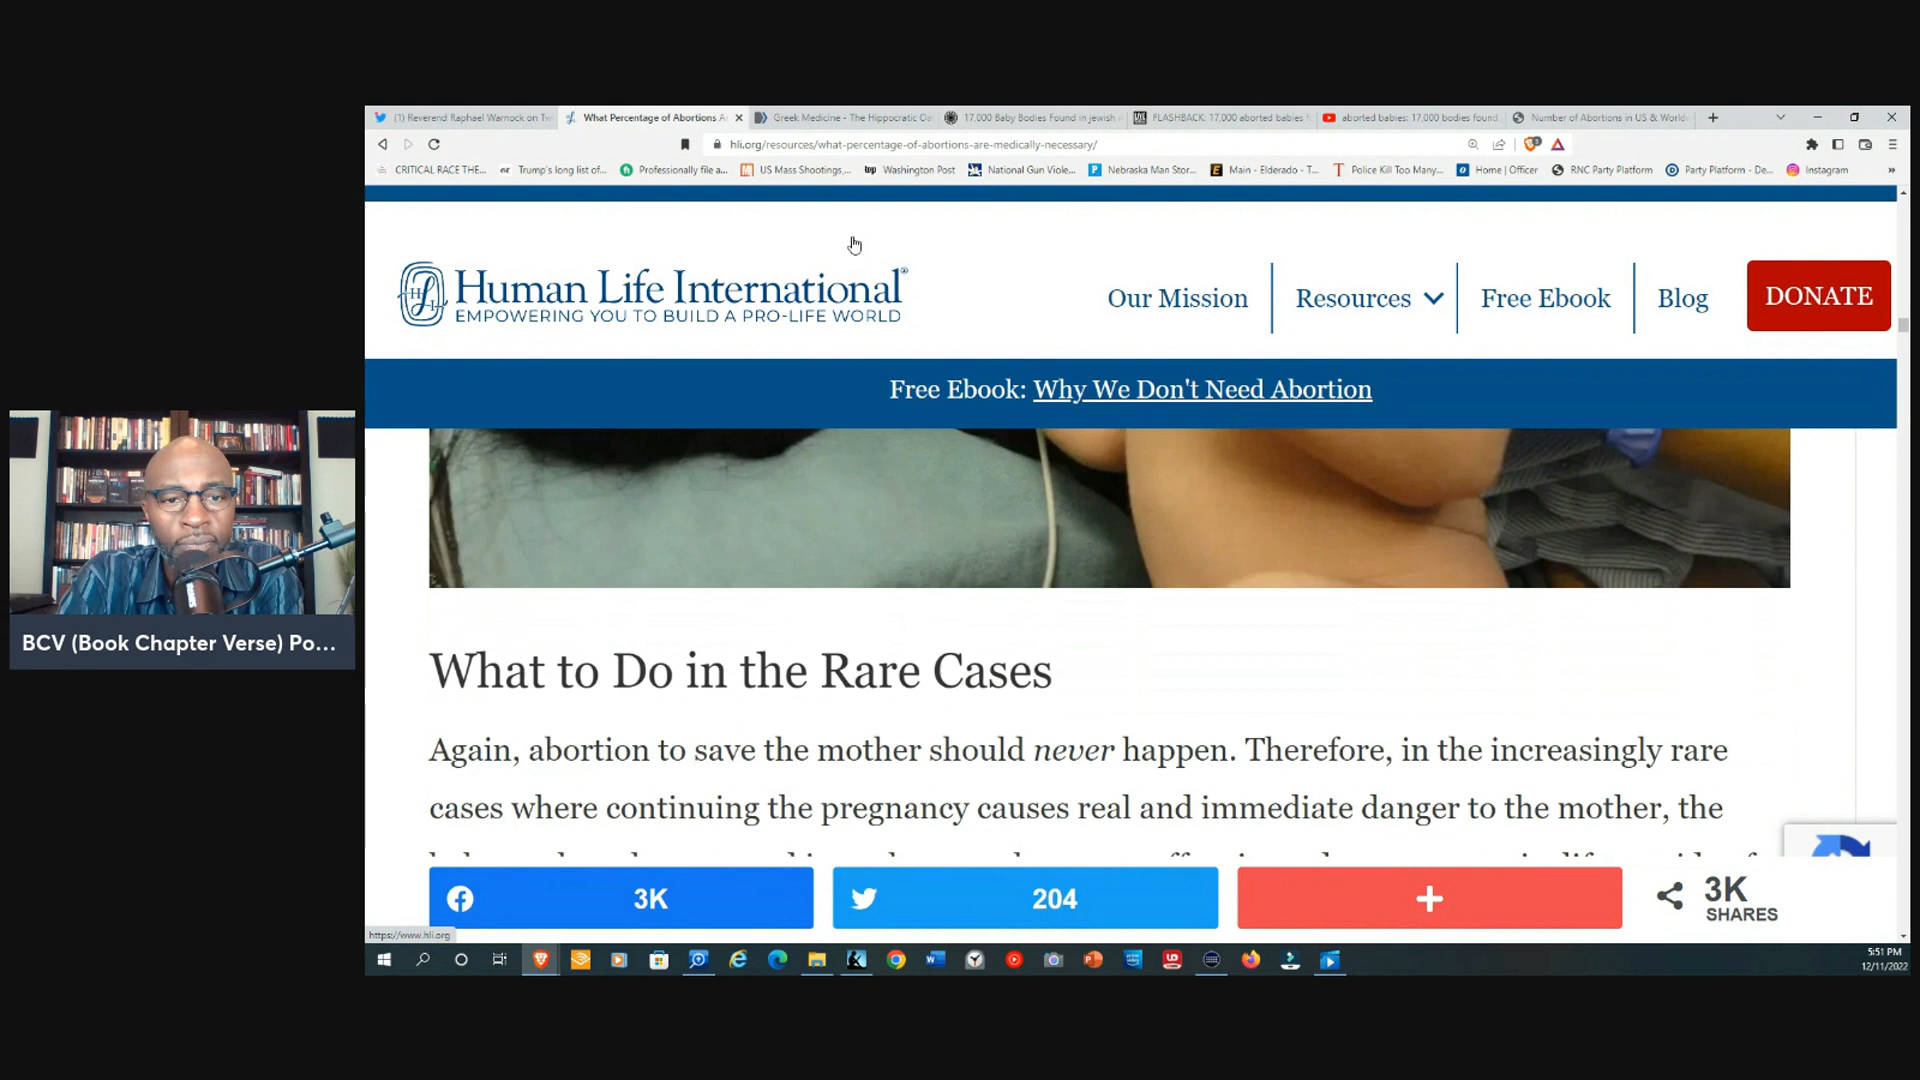 (1) Reverend Raphael Warnock on Tw
What Percentage of Abortions A
Greek Medicine - The Hippocratic Oat
17,000 Baby Bodies Found in jewish
FLASHBACK: 17,000 aborted babies f
aborted babies: 17,000 bodies found
Number of Abortions in US & World
hli.org/resources/what-percentage-of-abortions-are-medically-necessary/
CRITICAL RACE THE...
Trump's long list of...
Professionally file a...
US Mass Shootings,...
Washington Post
National Gun Viole...
Nebraska Man Stor...
Main - Elderado - T...
Police Kill Too Many...
Home | Officer
RNC Party Platform
Party Platform - De...
Instagram
Human Life International®
EMPOWERING YOU TO BUILD A PRO-LIFE WORLD
Our Mission
Resources
Free Ebook
Blog
DONATE
Free Ebook: Why We Don't Need Abortion
BCV (Book Chapter Verse) Po...
What to Do in the Rare Cases
Again, abortion to save the mother should never happen. Therefore, in the increasingly rare
cases where continuing the pregnancy causes real and immediate danger to the mother, the
3K
204
3K
SHARES
https://www.hli.org
5:51 PM
12/11/2022